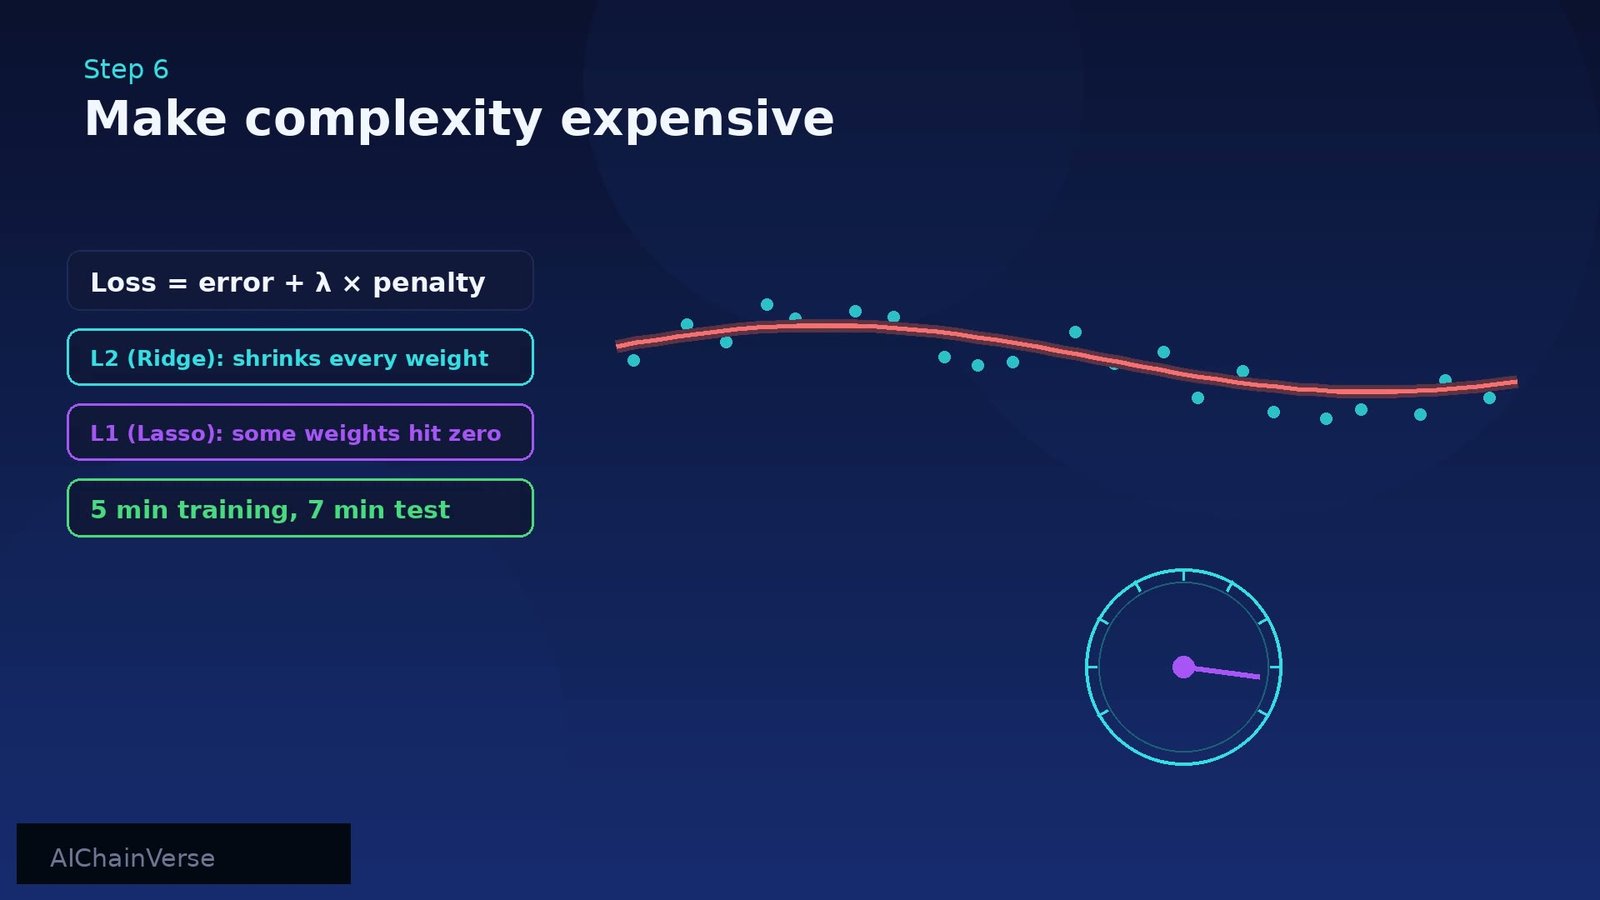 Step 6
Make complexity expensive
Loss = error + λ × penalty
L2 (Ridge): shrinks every weight
L1 (Lasso): some weights hit zero
5 min training, 7 min test
AIChainVerse